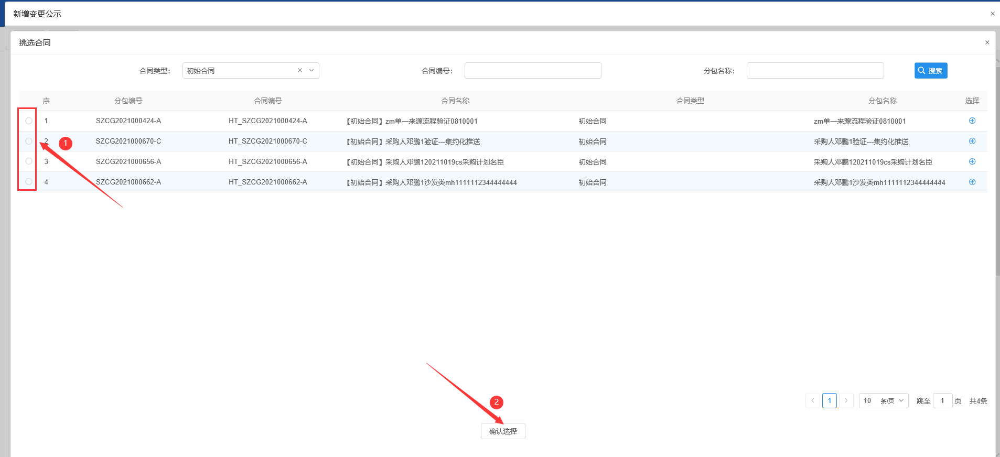 新增变更公示
挑选合同
合同类型： 初始合同 合同编号： 分包名称： 搜索
序 分包编号 合同编号 合同名称 合同类型 分包名称 选择
1 SZCG2021000424-A HT_SZCG2021000424-A 【初始合同】zm单一来源流程验证0810001 初始合同 zm单一来源流程验证0810001
2 SZCG2021000670-C HT_SZCG2021000670-C 【初始合同】采购人邓鹏1验证---集约化推送 初始合同 采购人邓鹏1验证---集约化推送
1
3 SZCG2021000656-A HT_SZCG2021000656-A 【初始合同】采购人邓鹏120211019cs采购计划名臣 初始合同 采购人邓鹏120211019cs采购计划名臣
4 SZCG2021000662-A HT_SZCG2021000662-A 【初始合同】采购人邓鹏1沙发类mh1111112344444444 初始合同 采购人邓鹏1沙发类mh1111112344444444
1 10 条/页 跳至 1 页 共4条
2
确认选择